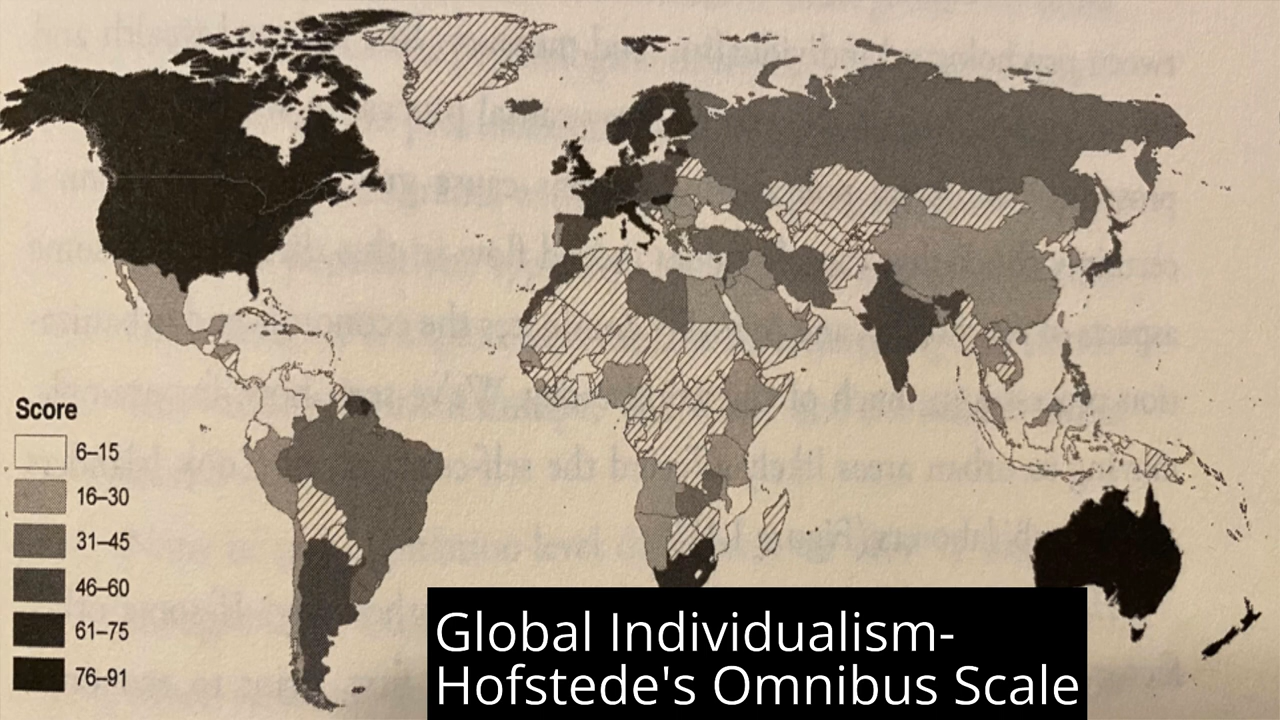 Score
6–15
16–30
31–45
46–60
61–75
76–91
Global Individualism-
Hofstede's Omnibus Scale